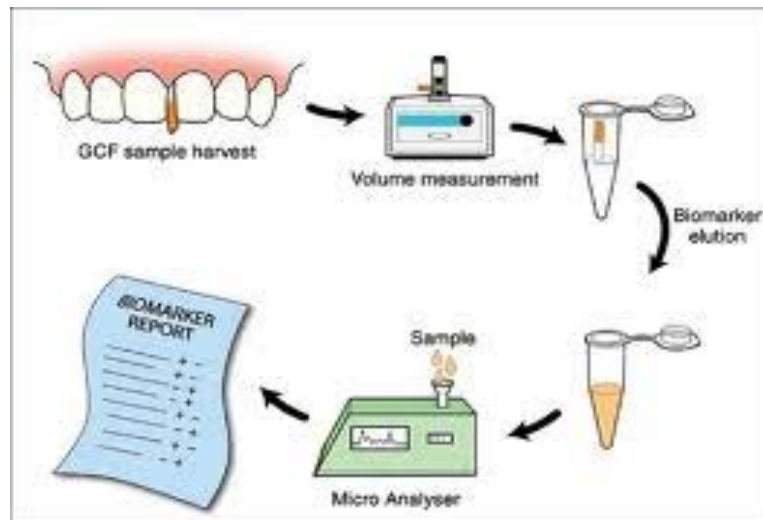 GCF sample harvest
Volume measurement
Biomarker
elution
BIOMARKER
REPORT
Sample
Micro Analyser